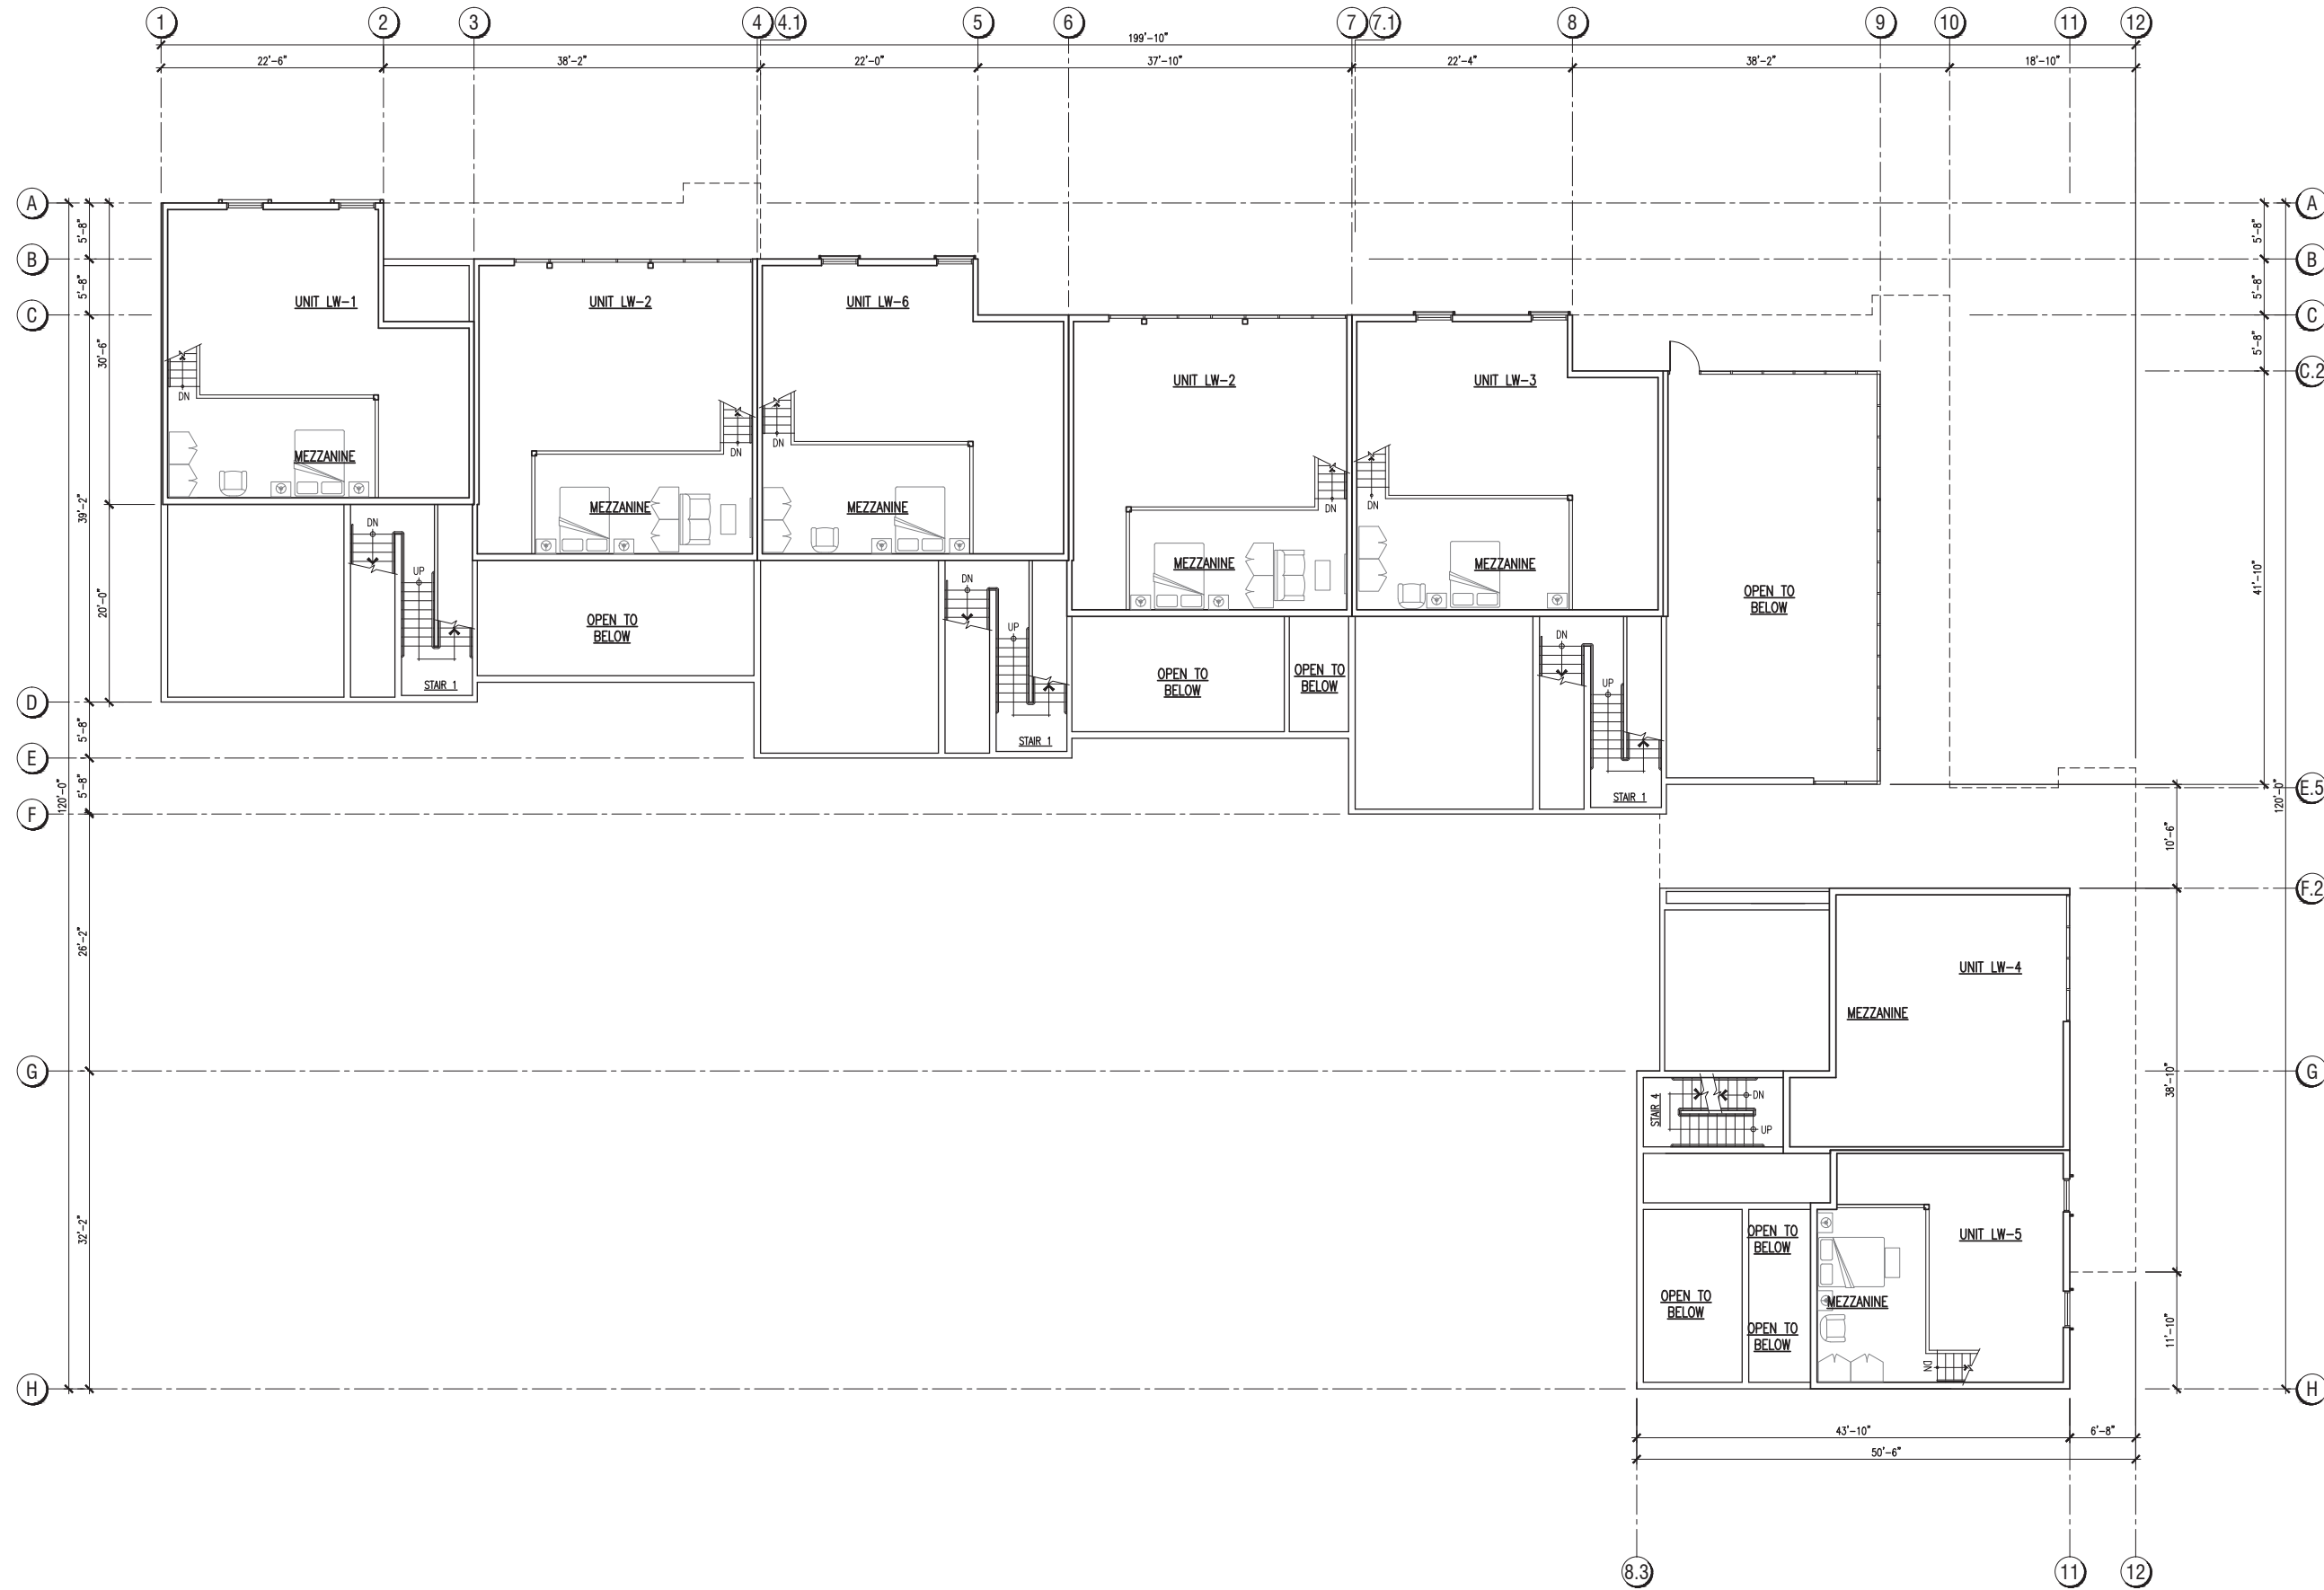 1 2 3 4 4.1 5 6 7 7.1 8 9 10 11 12
199'-10"
22'-6" 38'-2" 22'-0" 37'-10" 22'-4" 38'-2" 18'-10"
A A
5'-8" 5'-8"
B B
5'-8" 5'-8"
UNIT LW-1 UNIT LW-2 UNIT LW-6
C C
30'-6" 5'-8"
C.2
UNIT LW-2 UNIT LW-3
DN
DN DN
MEZZANINE
DN DN
39'-2"
MEZZANINE MEZZANINE
DN DN
UP
MEZZANINE MEZZANINE
41'-10"
20'-0"
OPEN TO
BELOW
OPEN TO
BELOW
UP DN
OPEN TO
BELOW
OPEN TO
BELOW
STAIR 1
UP
D
5'-8"
STAIR 1
E
5'-8"
120'-0" 120'-0"
E.5
STAIR 1
F
10'-6"
F.2
26'-2"
UNIT LW-4
MEZZANINE
G G
38'-10"
STAIR 4
DN
UP
32'-2"
OPEN TO
BELOW
UNIT LW-5
OPEN TO
BELOW
MEZZANINE
OPEN TO
BELOW
11'-10"
DN
H H
43'-10" 6'-8"
50'-6"
8.3 11 12